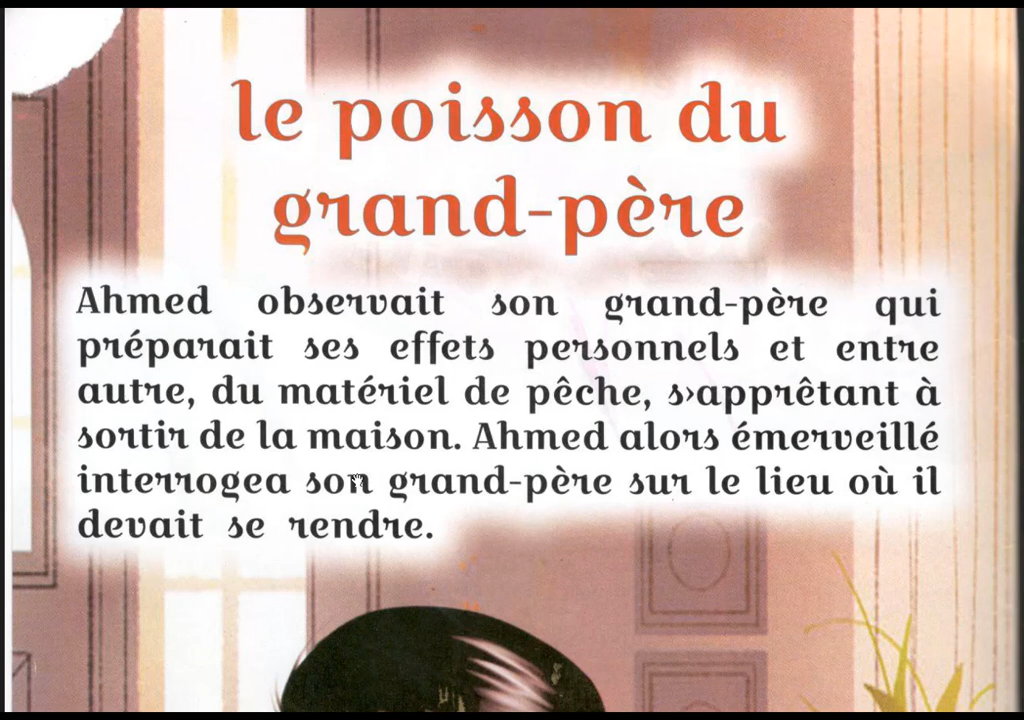 le poisson du
grand-père
Ahmed observait son grand-père qui
préparait ses effets personnels et entre
autre, du matériel de pêche, s›apprêtant à
sortir de la maison. Ahmed alors émerveillé
interrogea son grand-père sur le lieu où il
devait se rendre.